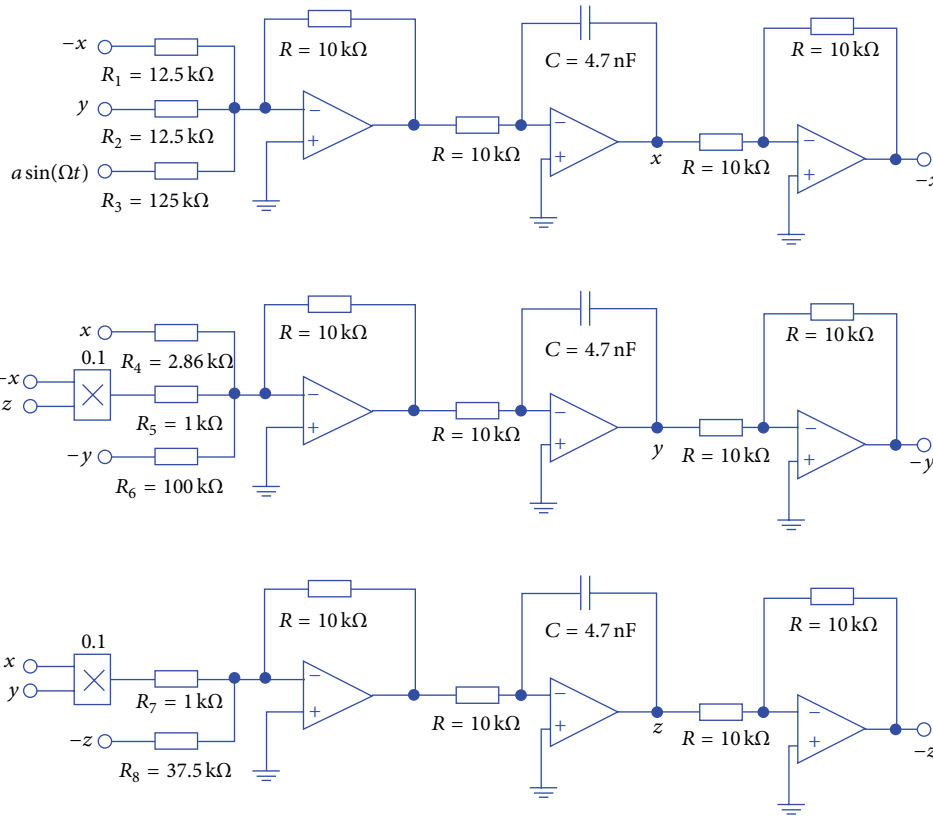 −x
R1 = 12.5 kΩ
y
R2 = 12.5 kΩ
a sin(Ωt)
R3 = 125 kΩ
R = 10 kΩ
−
+
R = 10 kΩ
C = 4.7 nF
−
+
x
R = 10 kΩ
R = 10 kΩ
−
+
x
R4 = 2.86 kΩ
0.1
−x
z
×
R5 = 1 kΩ
−y
R6 = 100 kΩ
R = 10 kΩ
−
+
R = 10 kΩ
C = 4.7 nF
−
+
y
R = 10 kΩ
R = 10 kΩ
−
+
−y
0.1
x
y
×
R7 = 1 kΩ
−z
R8 = 37.5 kΩ
R = 10 kΩ
−
+
R = 10 kΩ
C = 4.7 nF
−
+
z
R = 10 kΩ
R = 10 kΩ
−
+
−z